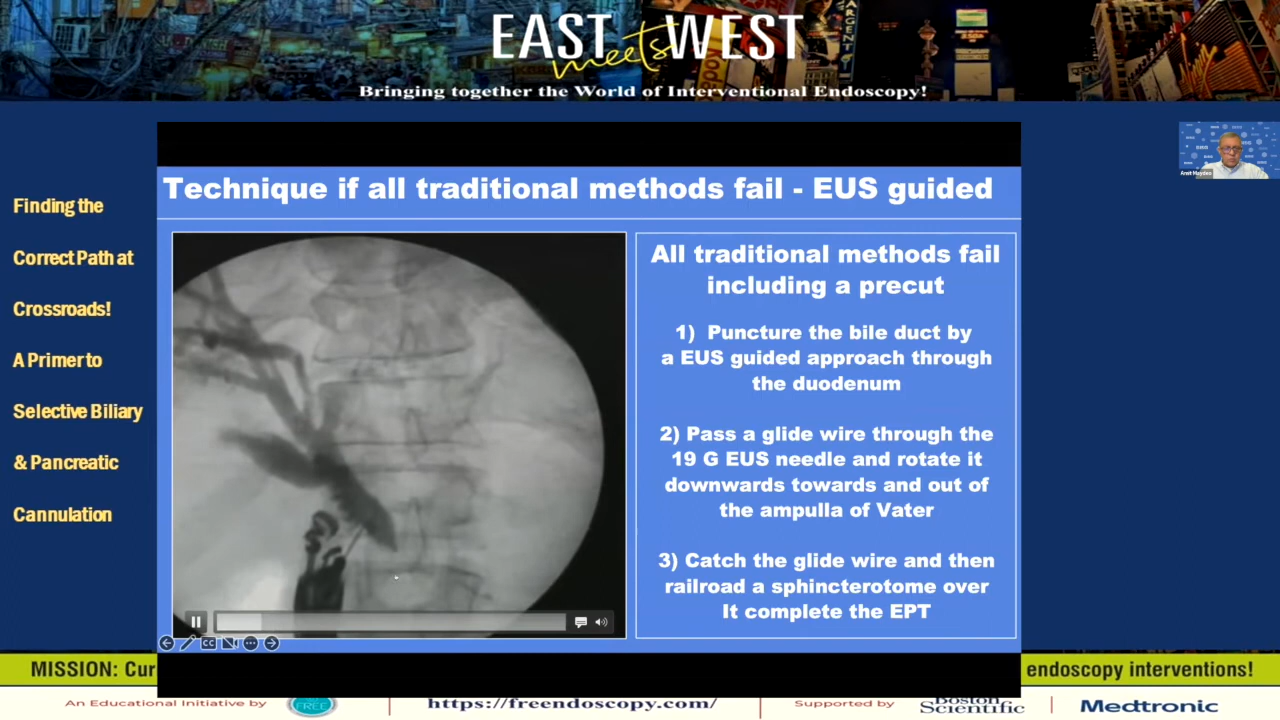 EAST meets WEST
Bringing together the World of Interventional Endoscopy!
Technique if all traditional methods fail - EUS guided
Finding the
Correct Path at
Crossroads!
A Primer to
Selective Biliary
& Pancreatic
Cannulation
All traditional methods fail
including a precut
1) Puncture the bile duct by
a EUS guided approach through
the duodenum
2) Pass a glide wire through the
19 G EUS needle and rotate it
downwards towards and out of
the ampulla of Vater
3) Catch the glide wire and then
railroad a sphincterotome over
It complete the EPT
Amit Maydeo
CC
MISSION: Cur
endoscopy interventions!
An Educational Initiative by
FREE
https://freendoscopy.com/
Supported by
Boston
Scientific
Medtronic